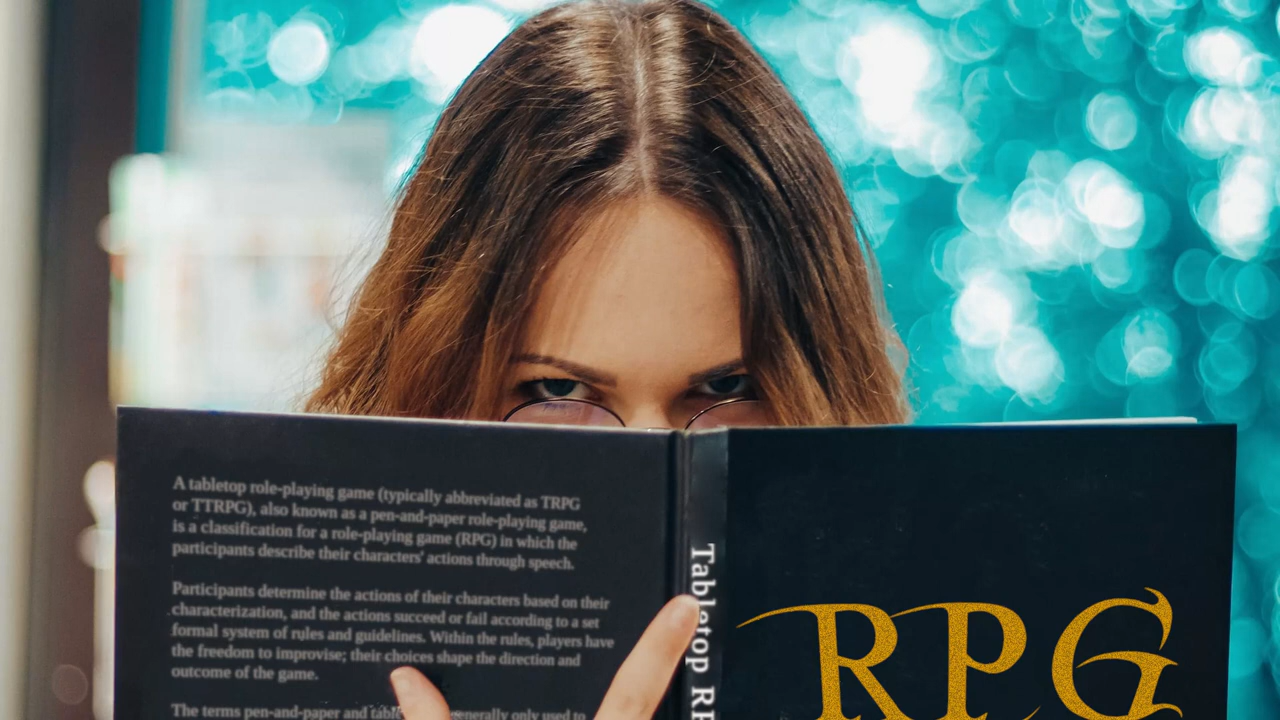 A tabletop role-playing game (typically abbreviated as TRPG
or TTRPG), also known as a pen-and-paper role-playing game,
is a classification for a role-playing game (RPG) in which the
participants describe their characters' actions through speech.
Participants determine the actions of their characters based on their
characterization, and the actions succeed or fail according to a set
formal system of rules and guidelines. Within the rules, players have
the freedom to improvise; their choices shape the direction and
outcome of the game.
The terms pen-and-paper and generally only used to
Tabletop
RPG